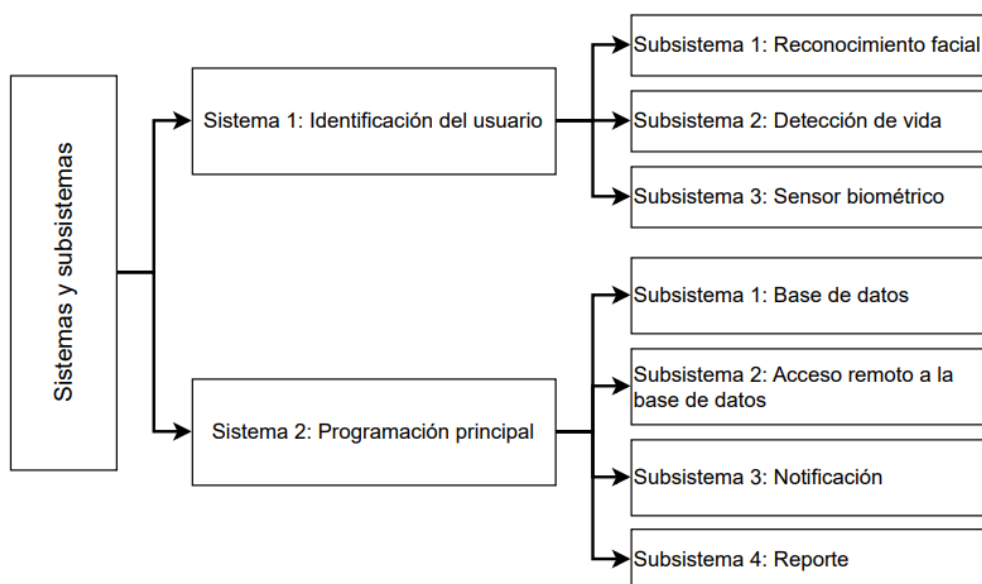 Sistemas y subsistemas
Sistema 1: Identificación del usuario
Subsistema 1: Reconocimiento facial
Subsistema 2: Detección de vida
Subsistema 3: Sensor biométrico
Sistema 2: Programación principal
Subsistema 1: Base de datos
Subsistema 2: Acceso remoto a la
base de datos
Subsistema 3: Notificación
Subsistema 4: Reporte